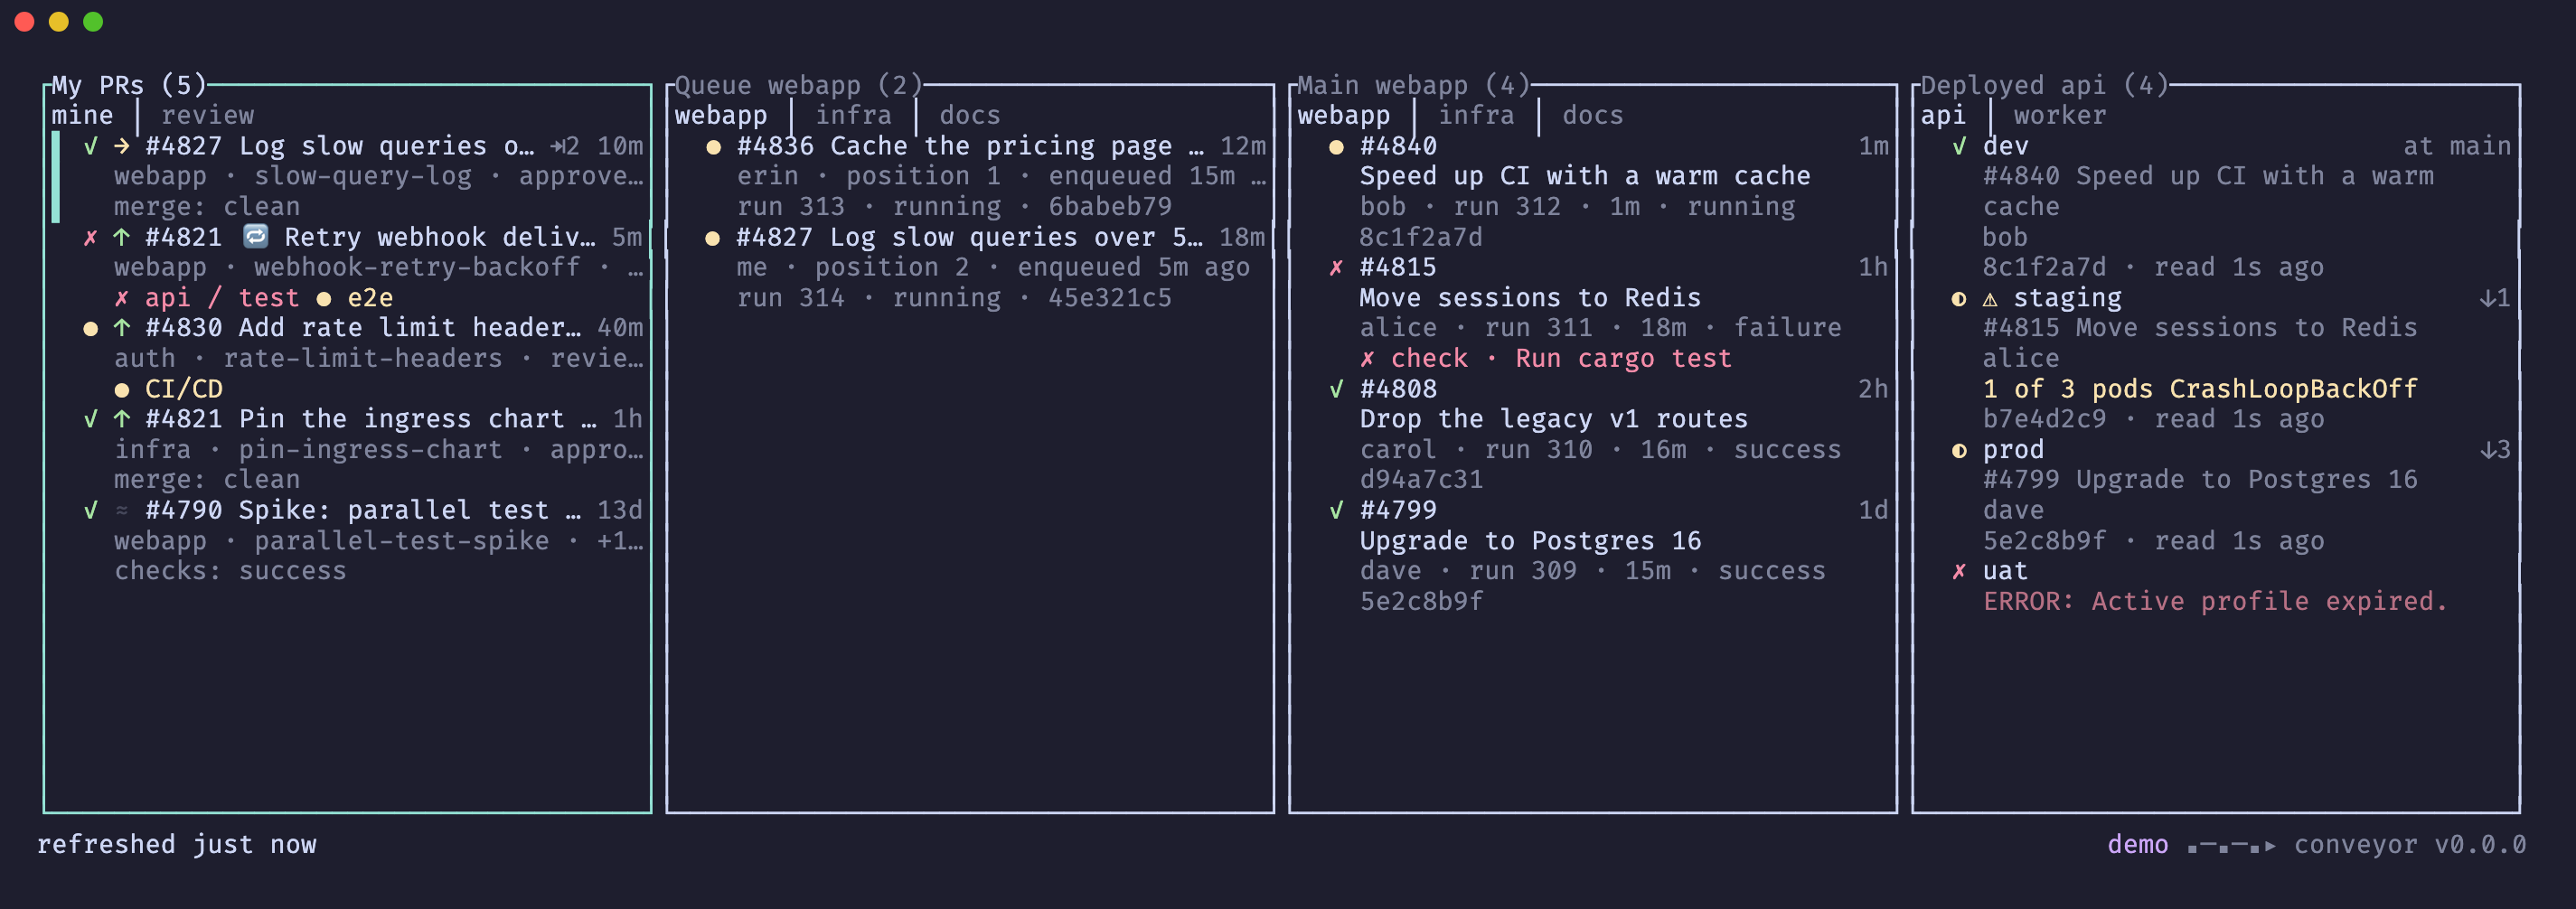 My PRs (5)
mine │ review
✓ → #4827 Log slow queries o… ⇥2 10m
webapp · slow-query-log · approve…
merge: clean
✗ ↑ #4821 🔁 Retry webhook deliv… 5m
webapp · webhook-retry-backoff · …
✗ api / test ● e2e
● ↑ #4830 Add rate limit header… 40m
auth · rate-limit-headers · revie…
● CI/CD
✓ ↑ #4821 Pin the ingress chart … 1h
infra · pin-ingress-chart · appro…
merge: clean
✓ ≈ #4790 Spike: parallel test … 13d
webapp · parallel-test-spike · +1…
checks: success
Queue webapp (2)
webapp │ infra │ docs
● #4836 Cache the pricing page … 12m
erin · position 1 · enqueued 15m …
run 313 · running · 6babeb79
● #4827 Log slow queries over 5… 18m
me · position 2 · enqueued 5m ago
run 314 · running · 45e321c5
Main webapp (4)
webapp │ infra │ docs
● #4840 1m
Speed up CI with a warm cache
bob · run 312 · 1m · running
8c1f2a7d
✗ #4815 1h
Move sessions to Redis
alice · run 311 · 18m · failure
✗ check · Run cargo test
✓ #4808 2h
Drop the legacy v1 routes
carol · run 310 · 16m · success
d94a7c31
✓ #4799 1d
Upgrade to Postgres 16
dave · run 309 · 15m · success
5e2c8b9f
Deployed api (4)
api │ worker
✓ dev at main
#4840 Speed up CI with a warm
cache
bob
8c1f2a7d · read 1s ago
◐ ⚠ staging ↓1
#4815 Move sessions to Redis
alice
1 of 3 pods CrashLoopBackOff
b7e4d2c9 · read 1s ago
◐ prod ↓3
#4799 Upgrade to Postgres 16
dave
5e2c8b9f · read 1s ago
✗ uat
ERROR: Active profile expired.
refreshed just now
demo ▪─▪─▪▸ conveyor v0.0.0